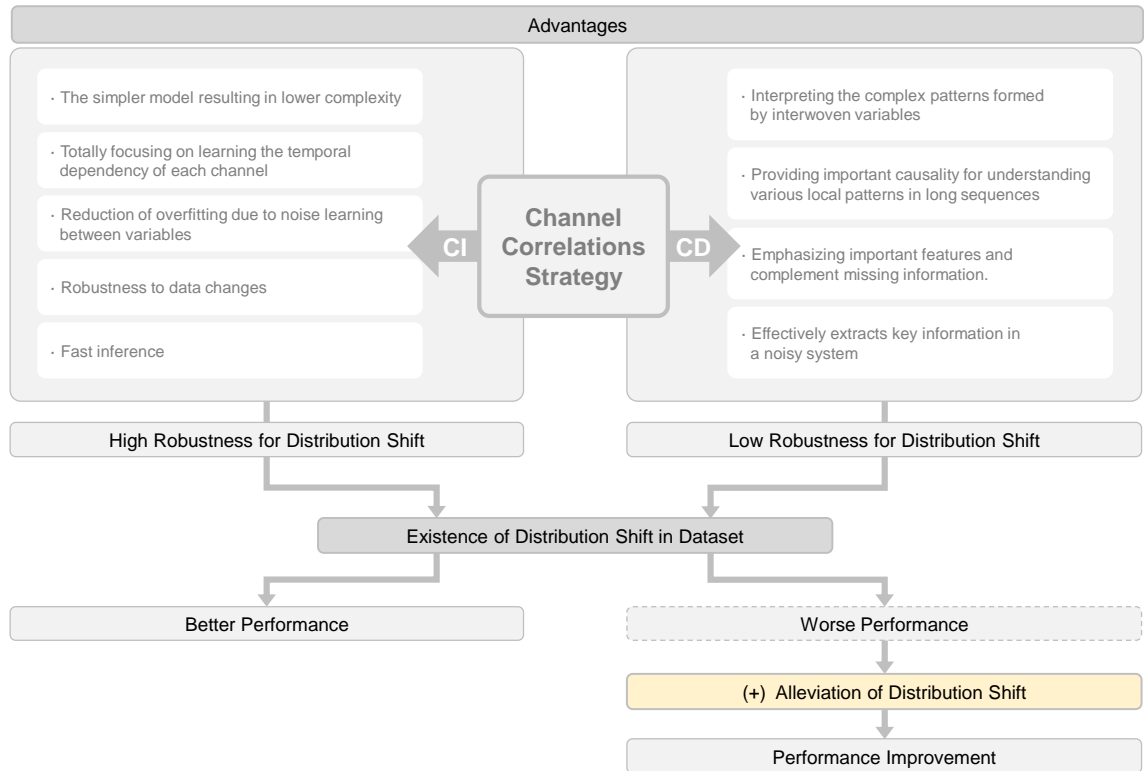 Advantages
· The simpler model resulting in lower complexity
· Totally focusing on learning the temporal
dependency of each channel
· Reduction of overfitting due to noise learning
between variables
· Robustness to data changes
· Fast inference
CI
Channel
Correlations
Strategy
CD
· Interpreting the complex patterns formed
by interwoven variables
· Providing important causality for understanding
various local patterns in long sequences
· Emphasizing important features and
complement missing information.
· Effectively extracts key information in
a noisy system
High Robustness for Distribution Shift
Low Robustness for Distribution Shift
Existence of Distribution Shift in Dataset
Better Performance
Worse Performance
(+) Alleviation of Distribution Shift
Performance Improvement